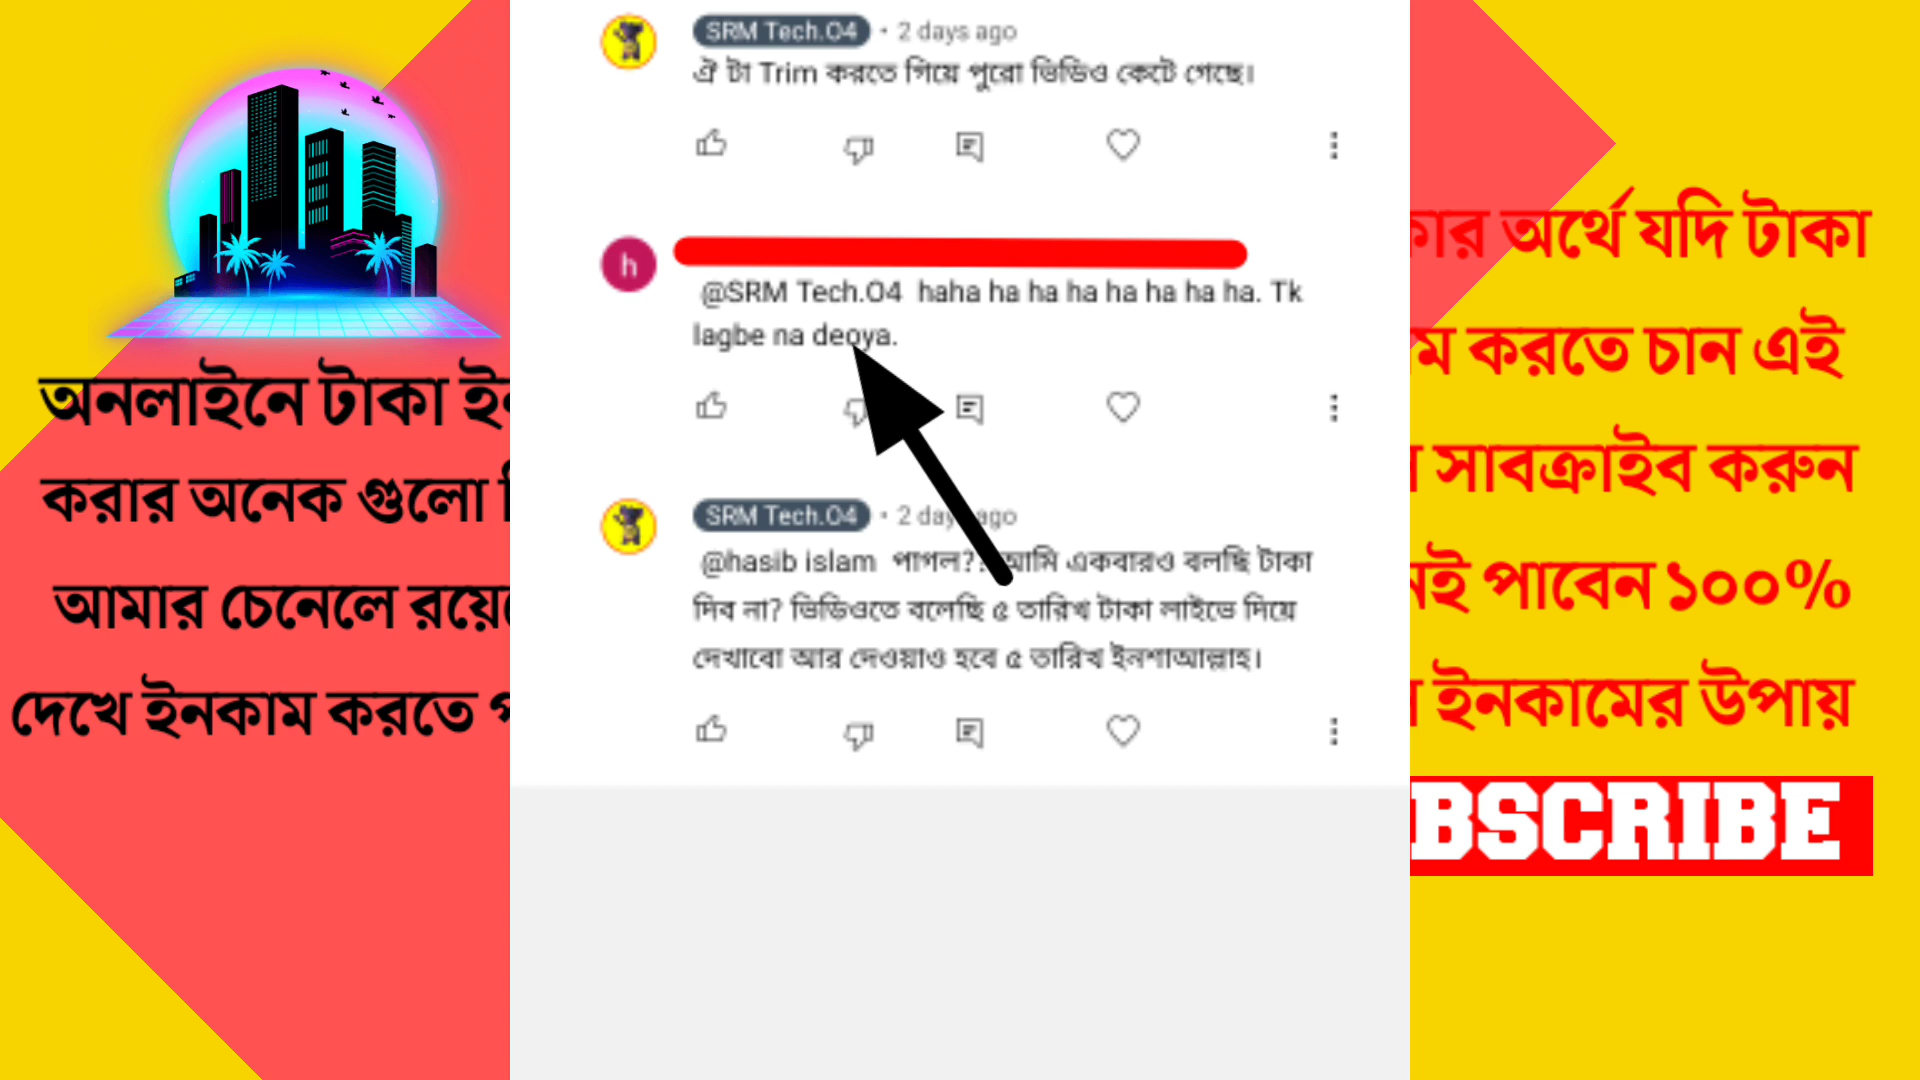 SRM Tech.04 • 2 days ago
ঐ টা Trim করতে গিয়ে পুরো ভিডিও কেটে গেছে।
h
@SRM Tech.04 haha ha ha ha ha ha ha ha. Tk
lagbe na deoya.
SRM Tech.04 • 2 days ago
@hasib islam পাগল?? আমি একবারও বলছি টাকা
দিব না? ভিডিওতে বলেছি ৫ তারিখ টাকা লাইভে দিয়ে
দেখাবো আর দেওয়াও হবে ৫ তারিখ ইনশাআল্লাহ।
অনলাইনে টাকা
করার অনেক গুলো
আমার চেনেলে
দেখে ইনকাম করতে
অর্থে যদি টাকা
করতে চান এই
সাবক্রাইব করুন
পাবেন ১০০%
ইনকামের উপায়
BSCRIBE